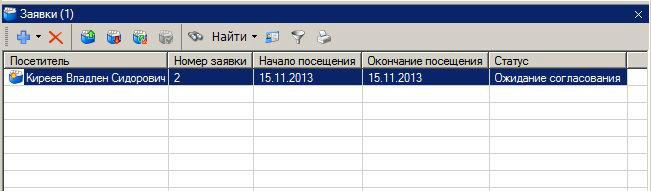 Заявки (1)
Найти
Посетитель Номер заявки Начало посещения Окончание посещения Статус
Киреев Владлен Сидорович 2 15.11.2013 15.11.2013 Ожидание согласования